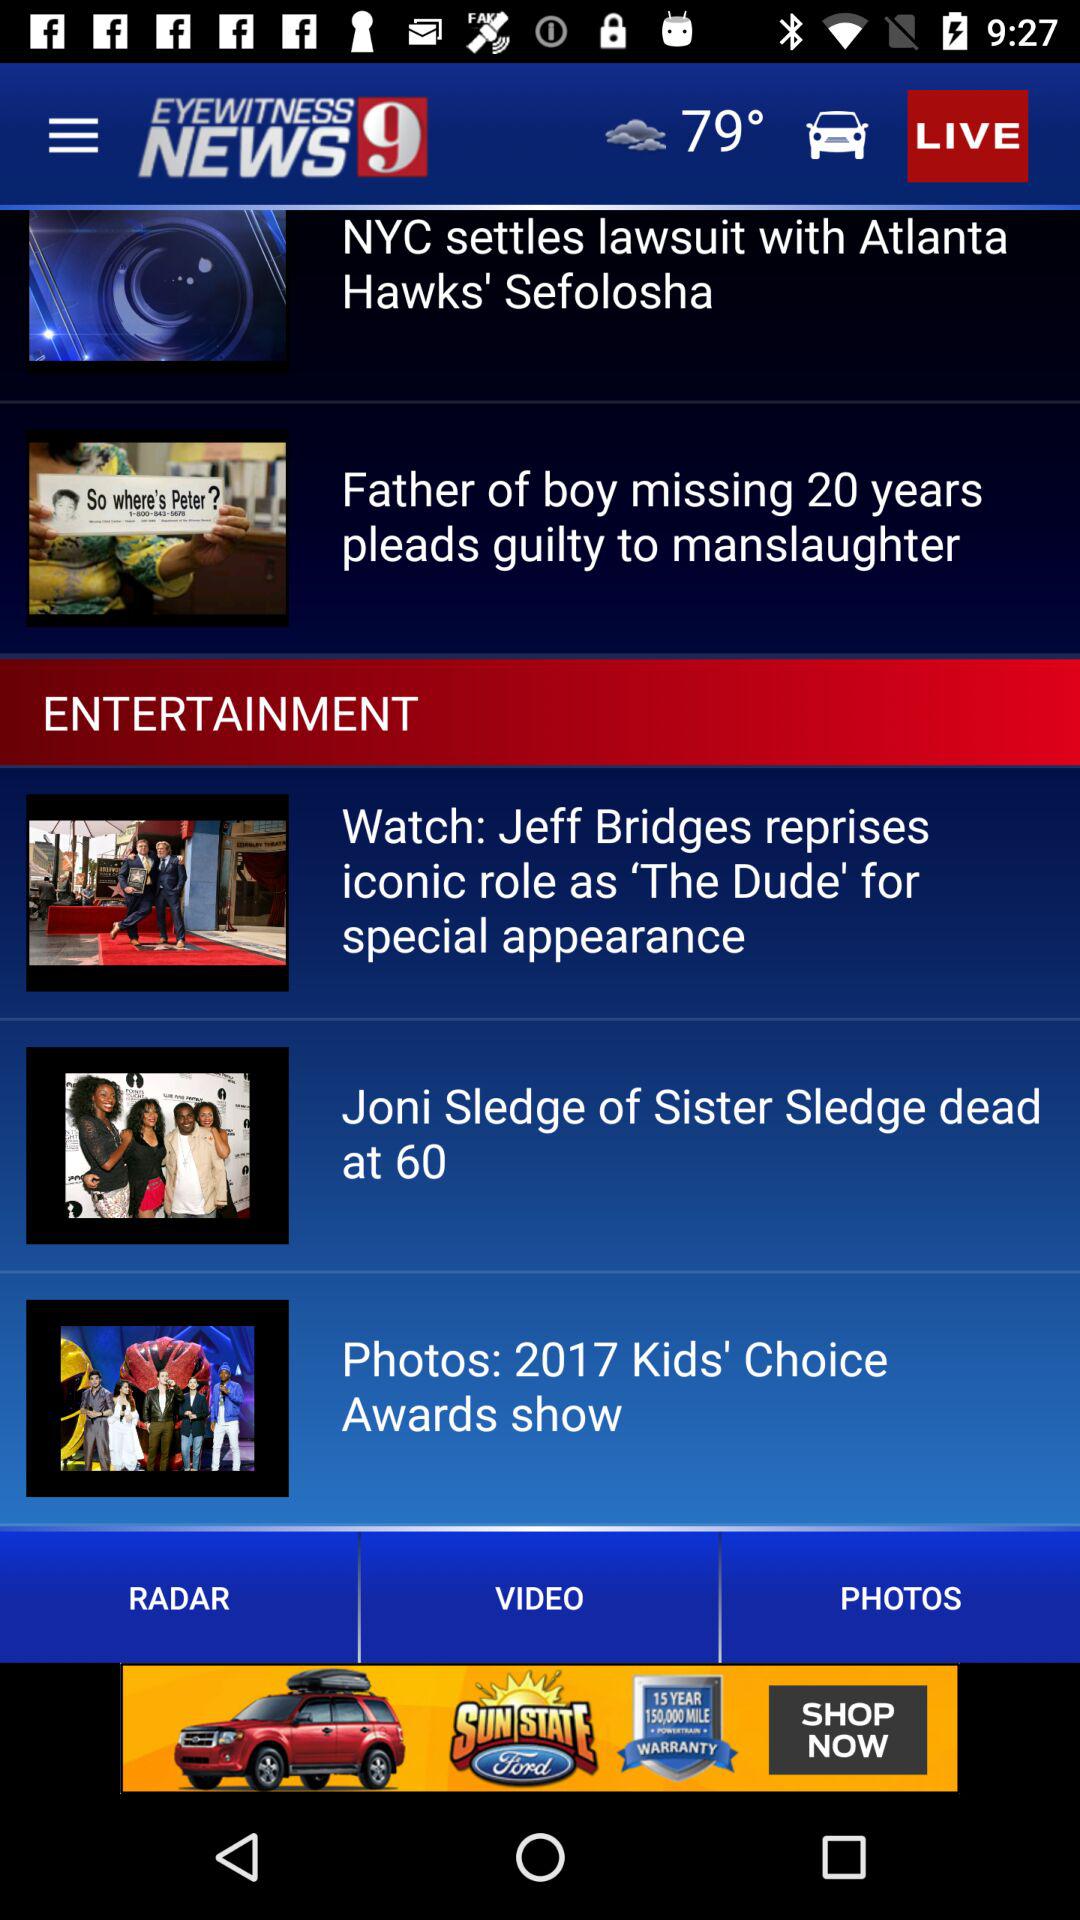 FAKE
9:27
EYEWITNESS
NEWS 9
79°
LIVE
NYC settles lawsuit with Atlanta
Hawks' Sefolosha
So where's Peter?
1-800-843-5678
Father of boy missing 20 years
pleads guilty to manslaughter
ENTERTAINMENT
Watch: Jeff Bridges reprises
iconic role as ‘The Dude' for
special appearance
Joni Sledge of Sister Sledge dead
at 60
Photos: 2017 Kids' Choice
Awards show
RADAR
VIDEO
PHOTOS
SUN STATE
Ford
15 YEAR
150,000 MILE
POWERTRAIN
WARRANTY
SHOP
NOW